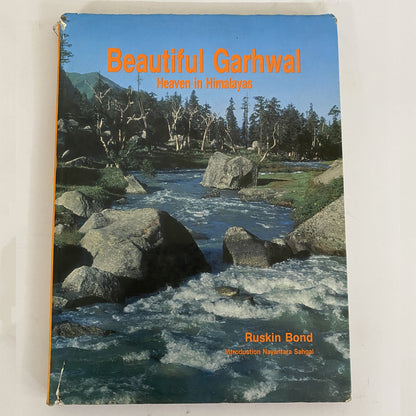 Beautiful Garhwal
Heaven in Himalayas
Ruskin Bond
Introduction Nayantara Sahgal